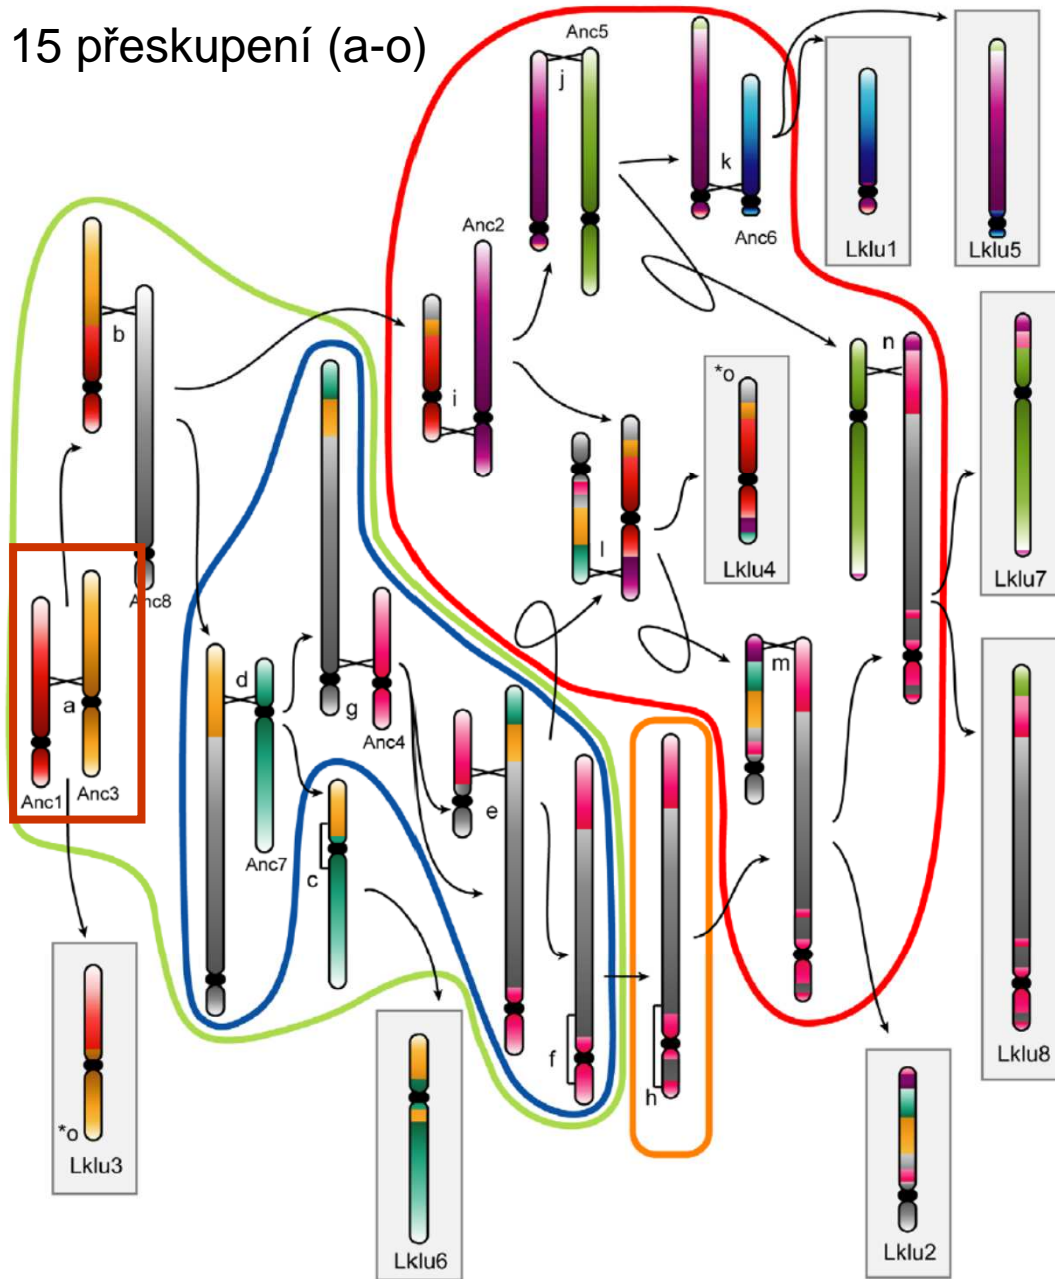 15 přeskupení (a-o)
Anc5
j
k
Anc6
Lklu1
Lklu5
Anc2
b
i
n
*o
Lklu4
Lklu7
Anc8
l
d
g
Anc4
m
a
Anc1
Anc3
e
Anc7
c
f
h
Lklu8
*o
Lklu3
Lklu6
Lklu2